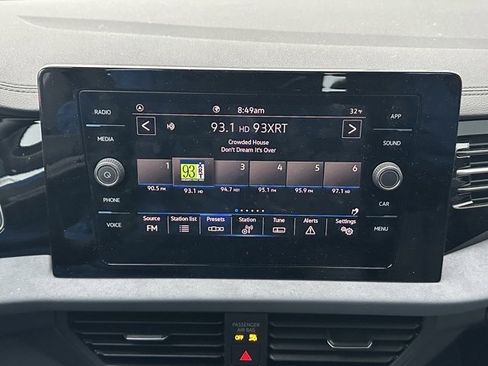 8:49am 32°F
RADIO
APP
93.1 HD 93XRT
Crowded House
Don't Dream It's Over
MEDIA
SOUND
1 3 4 5 6
93
90.5 FM 93.1 HD 94.7 HD1 95.1 FM 95.9 FM 97.1 HD
PHONE
CAR
Source Station list Presets Station Tune Alerts Settings
FM
VOICE
MENU
PASSENGER
AIR BAG
OFF